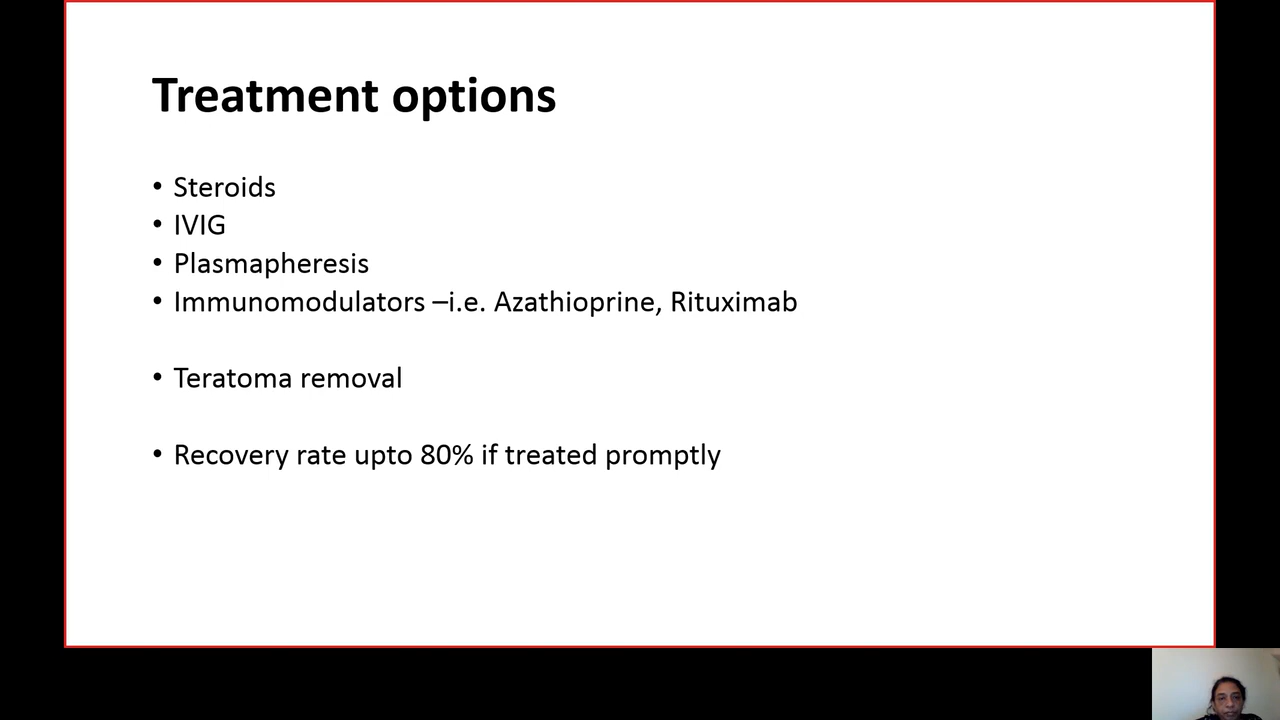 Treatment options
• Steroids
• IVIG
• Plasmapheresis
• Immunomodulators –i.e. Azathioprine, Rituximab
• Teratoma removal
• Recovery rate upto 80% if treated promptly